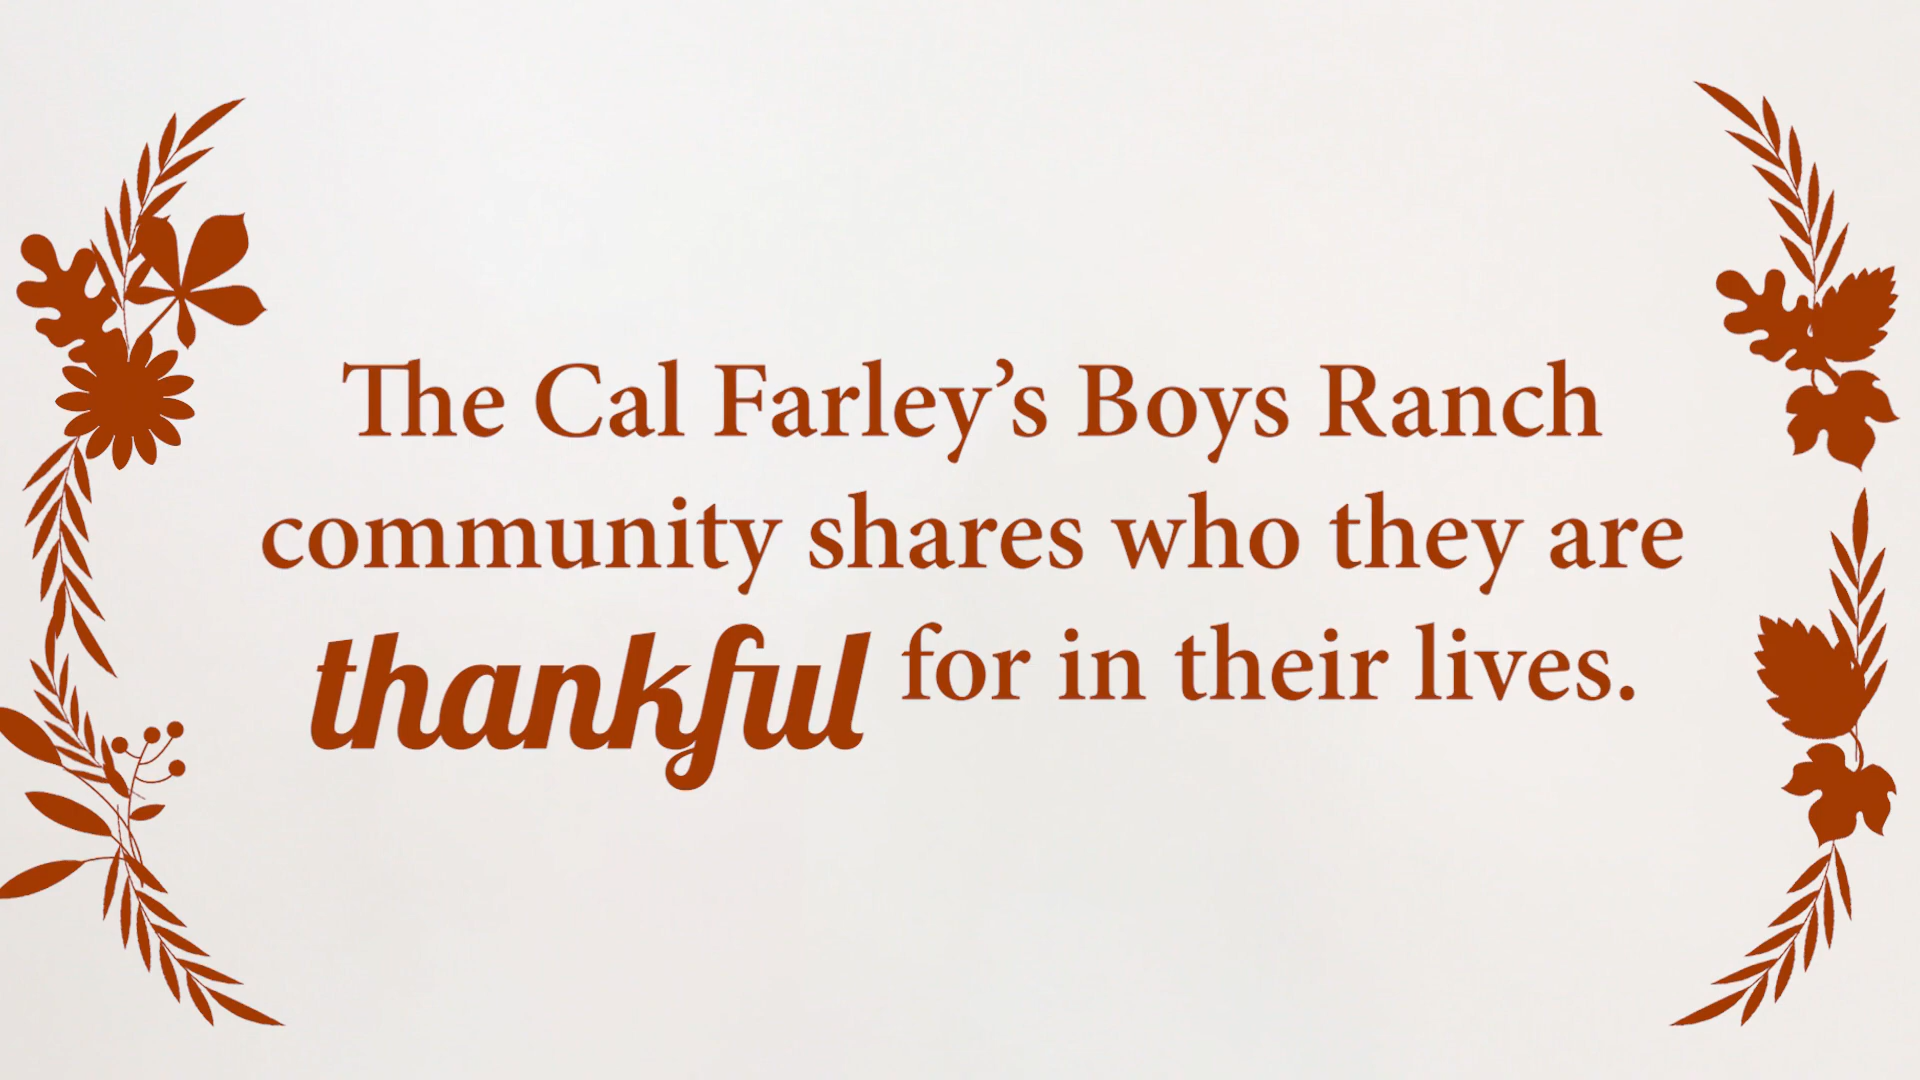 The Cal Farley’s Boys Ranch
community shares who they are
thankful for in their lives.